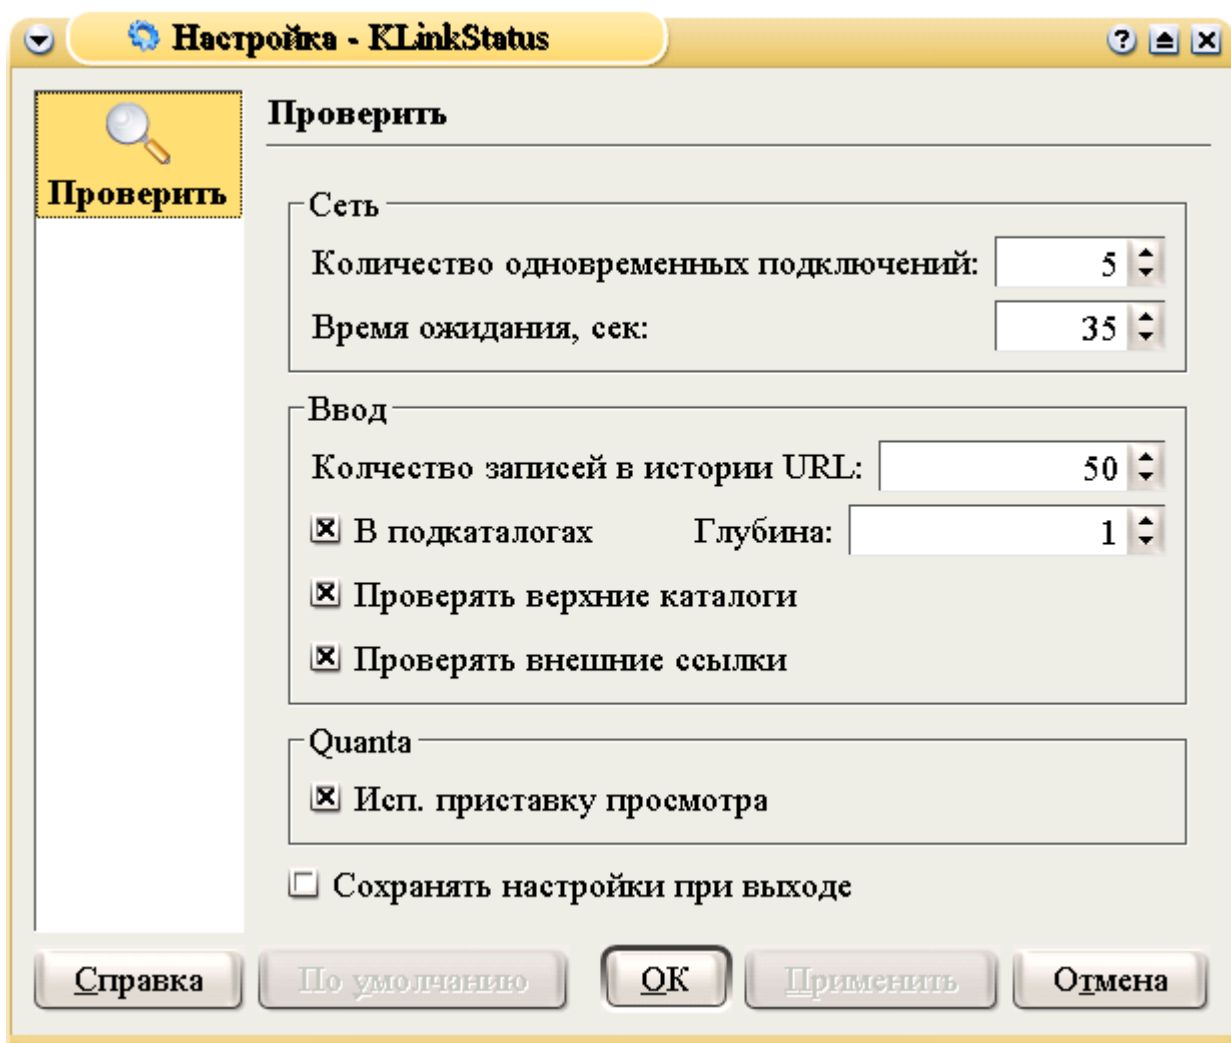 Настройка - KLinkStatus
Проверить
Проверить
Сеть
Количество одновременных подключений: 5
Время ожидания, сек: 35
Ввод
Колчество записей в истории URL: 50
В подкаталогах Глубина: 1
Проверять верхние каталоги
Проверять внешние ссылки
Quanta
Исп. приставку просмотра
Сохранять настройки при выходе
Справка По умолчанию OK Применить Отмена